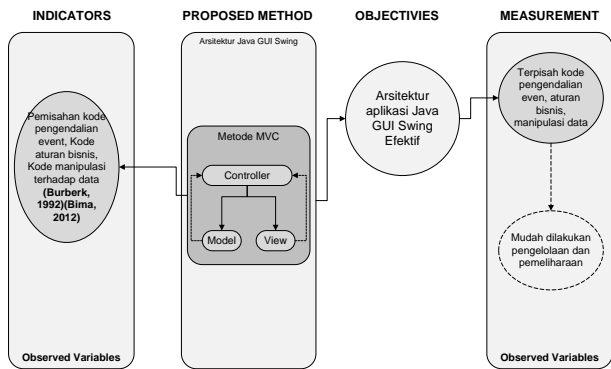 INDICATORS
Pemisahan kode
pengendalian
event, Kode
aturan bisnis,
Kode manipulasi
terhadap data
(Burberk,
1992)(Bima,
2012)
Observed Variables
PROPOSED METHOD
Arsitektur Java GUI Swing
Metode MVC
Controller
Model
View
OBJECTIVIES
Arsitektur
aplikasi Java
GUI Swing
Efektif
MEASUREMENT
Terpisah kode
pengendalian
even, aturan
bisnis,
manipulasi data
Mudah dilakukan
pengelolaan dan
pemeliharaan
Observed Variables